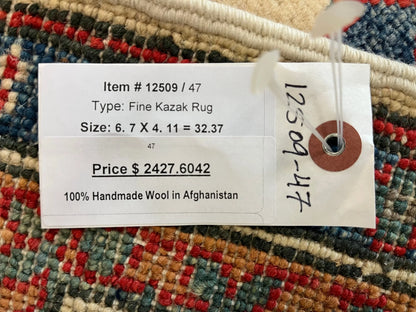 Item # 12509 / 47
Type: Fine Kazak Rug
Size: 6. 7 X 4. 11 = 32.37
47
Price $ 2427.6042
100% Handmade Wool in Afghanistan
12509-47